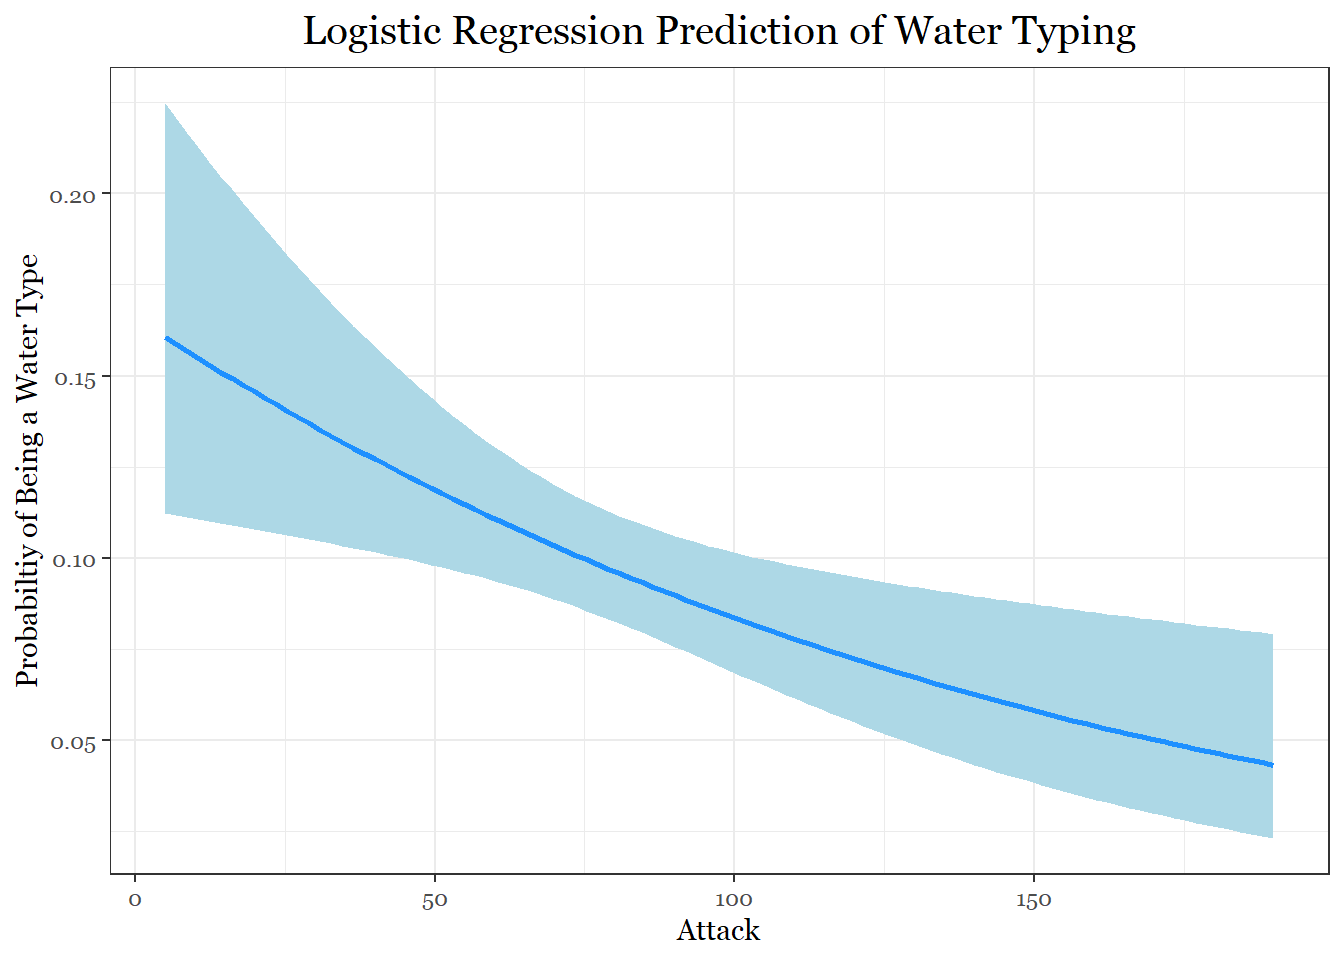 Logistic Regression Prediction of Water Typing
Probabiltiy of Being a Water Type
0.20
0.15
0.10
0.05
0 50 100 150
Attack